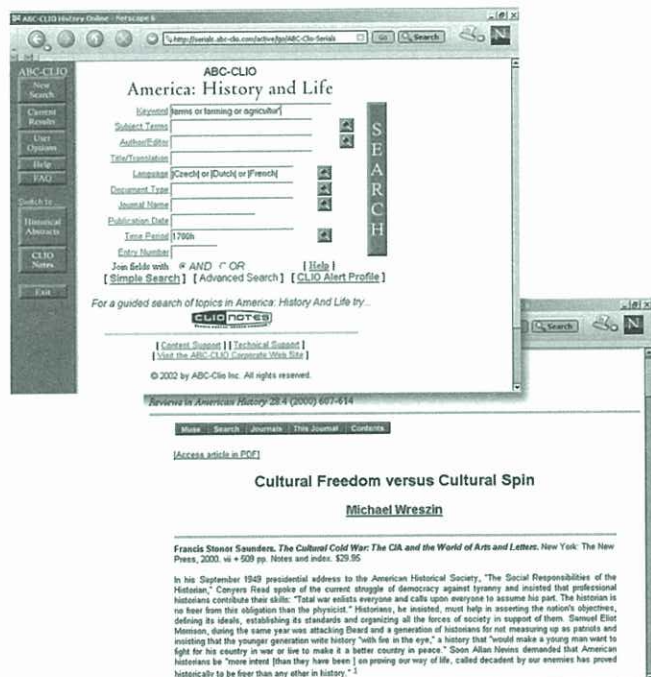 ABC-CLIO History Online - Netscape 6
http://serials.abc-clio.com/active/go/ABC-Clio-Serials
Go
Search
N
ABC-CLIO
New Search
Current Results
User Options
Help
FAQ
Switch to
Historical Abstracts
CLIO Notes
Exit
ABC-CLIO
America: History and Life
Keyword farms or farming or agricultur*
Subject Terms
Author/Editor
Title/Translation
Language |Czech| or |Dutch| or |French|
Document Type
Journal Name
Publication Date
Time Period 1700h
Entry Number
SEARCH
Join fields with AND OR [ Help ]
[ Simple Search ] [ Advanced Search ] [ CLIO Alert Profile ]
For a guided search of topics in America: History And Life try...
CLIO NOTES
[ Content Support ] [ Technical Support ]
[ Visit the ABC-CLIO Corporate Web Site ]
© 2002 by ABC-Clio Inc. All rights reserved.
Search
N
Reviews in American History 28.4 (2000) 607-614
Muse Search Journals This Journal Contents
[Access article in PDF]
Cultural Freedom versus Cultural Spin
Michael Wreszin
Francis Stonor Saunders. The Cultural Cold War: The CIA and the World of Arts and Letters. New York: The New
Press, 2000. vii + 509 pp. Notes and index. $29.95
In his September 1949 presidential address to the American Historical Society, "The Social Responsibilities of the
Historian," Conyers Read spoke of the current struggle of democracy against tyranny and insisted that professional
historians contribute their skills: "Total war enlists everyone and calls upon everyone to assume his part. The historian is
no freer from this obligation than the physicist." Historians, he insisted, must help in asserting the nation's objectives,
defining its ideals, establishing its standards and organizing all the forces of society in support of them. Samuel Eliot
Morrison, during the same year was attacking Beard and a generation of historians for not measuring up as patriots and
insisting that the younger generation write history "with fire in the eye," a history that "would make a young man want to
fight for his country in war or live to make it a better country in peace." Soon Allan Nevins demanded that American
historians be "more intent [than they have been ] on proving our way of life, called decadent by our enemies has proved
historically to be freer than any other in history." 1